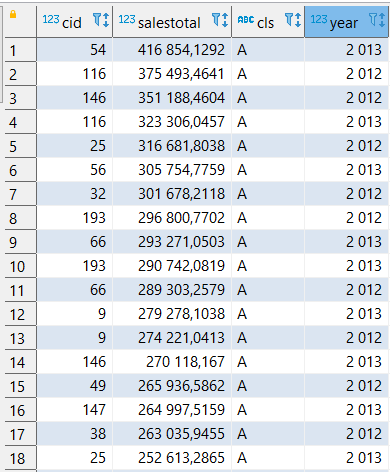 123 cid 123 salestotal ABC cls 123 year
1 54 416 854,1292 A 2 013
2 116 375 493,4641 A 2 012
3 146 351 188,4604 A 2 012
4 116 323 306,0457 A 2 013
5 25 316 681,8038 A 2 012
6 56 305 754,7759 A 2 013
7 32 301 678,2118 A 2 012
8 193 296 800,7702 A 2 012
9 66 293 271,0503 A 2 013
10 193 290 742,0819 A 2 013
11 66 289 303,2579 A 2 012
12 9 279 278,1038 A 2 013
13 9 274 221,0413 A 2 012
14 146 270 118,167 A 2 013
15 49 265 936,5862 A 2 012
16 147 264 997,5159 A 2 013
17 38 263 035,9455 A 2 012
18 25 252 613,2865 A 2 013